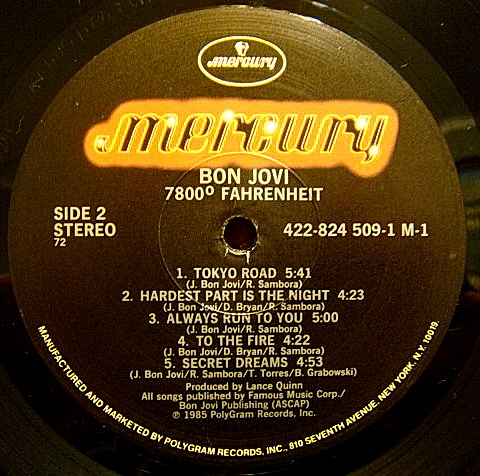 mercury
mercury
BON JOVI
7800° FAHRENHEIT
SIDE 2
STEREO
72
422-824 509-1 M-1
1. TOKYO ROAD 5:41
(J. Bon Jovi/R. Sambora)
2. HARDEST PART IS THE NIGHT 4:23
(J. Bon Jovi/D. Bryan/R. Sambora)
3. ALWAYS RUN TO YOU 5:00
(J. Bon Jovi/R. Sambora)
4. TO THE FIRE 4:22
(J. Bon Jovi/D. Bryan/R. Sambora)
5. SECRET DREAMS 4:53
(J. Bon Jovi/R. Sambora/T. Torres/B. Grabowski)
Produced by Lance Quinn
All songs published by Famous Music Corp./
Bon Jovi Publishing (ASCAP)
℗ 1985 PolyGram Records, Inc.
MANUFACTURED AND MARKETED BY POLYGRAM RECORDS, INC., 810 SEVENTH AVENUE, NEW YORK, N.Y. 10019.